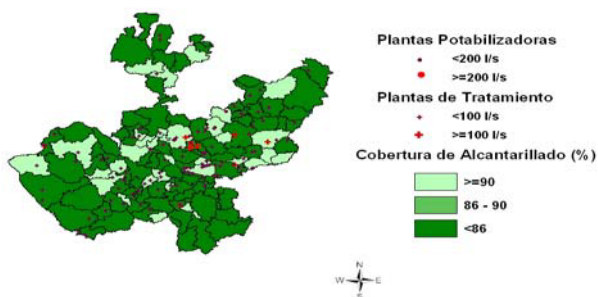 Plantas Potabilizadoras
<200 l/s
>=200 l/s
Plantas de Tratamiento
<100 l/s
>=100 l/s
Cobertura de Alcantarillado (%)
>=90
86 - 90
<86
N
W E
S